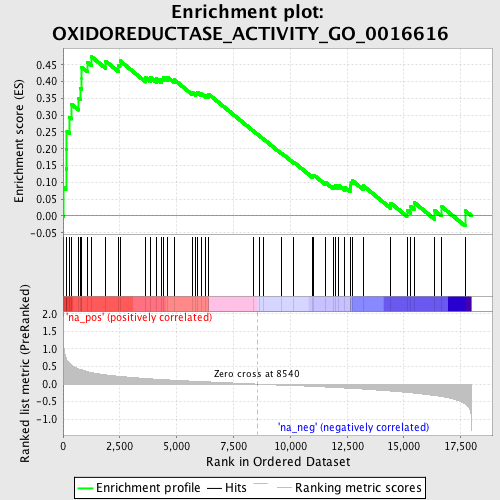 Enrichment plot:
OXIDOREDUCTASE_ACTIVITY_GO_0016616
Enrichment score (ES)
0.45
0.40
0.35
0.30
0.25
0.20
0.15
0.10
0.05
0.00
-0.05
'na_pos' (positively correlated)
Ranked list metric (PreRanked)
2.0
1.5
1.0
0.5
0.0
-0.5
-1.0
Zero cross at 8540
'na_neg' (negatively correlated)
0
2,500
5,000
7,500
10,000
12,500
15,000
17,500
Rank in Ordered Dataset
Enrichment profile
Hits
Ranking metric scores